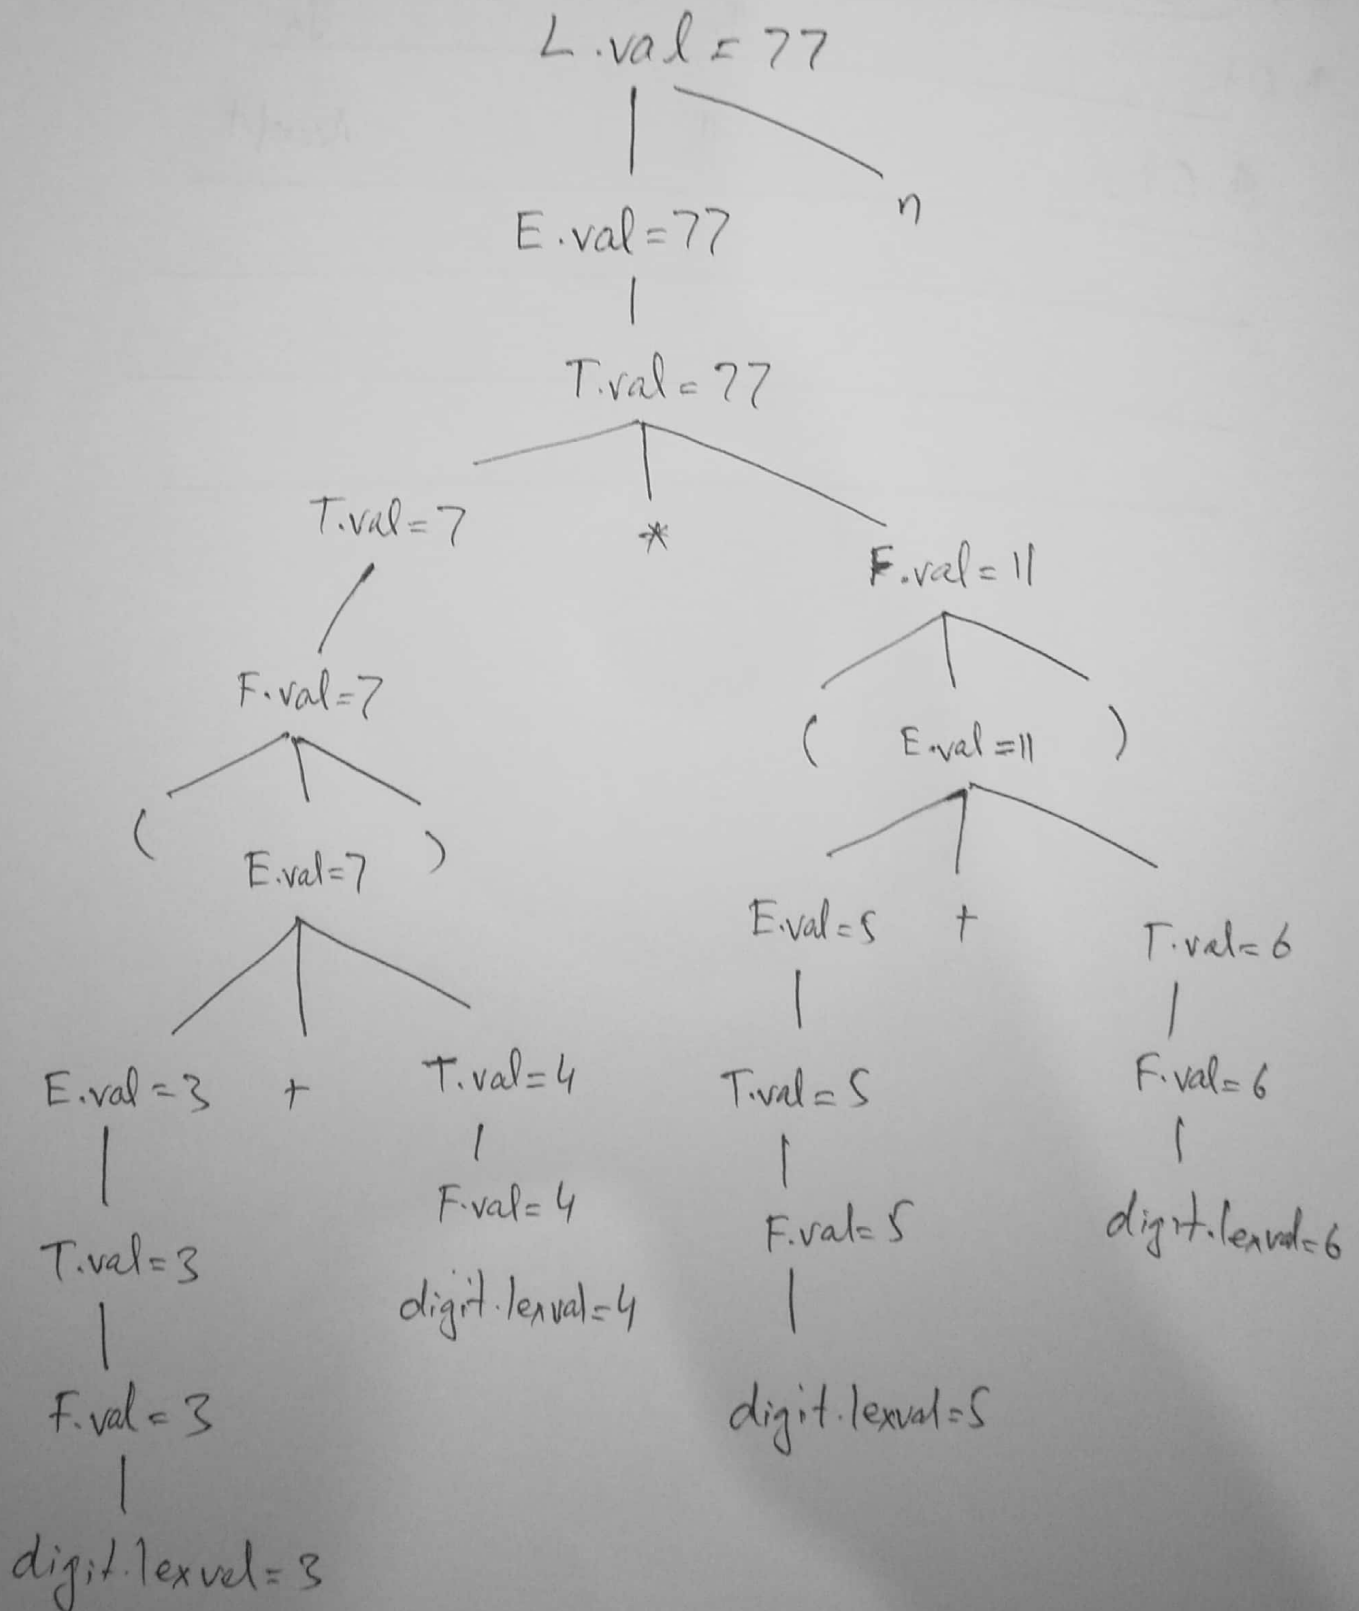 L.val = 77
n
E.val=77
T.val=77
T.val=7
*
F.val=11
F.val=7
( E.val=11 )
( E.val=7 )
E.val=5 + T.val=6
E.val=3 + T.val=4
T.val=5
F.val=6
F.val=4
F.val=5
digit.lexval=6
T.val=3
digit.lexval=4
F.val=3
digit.lexval=5
digit.lexval=3